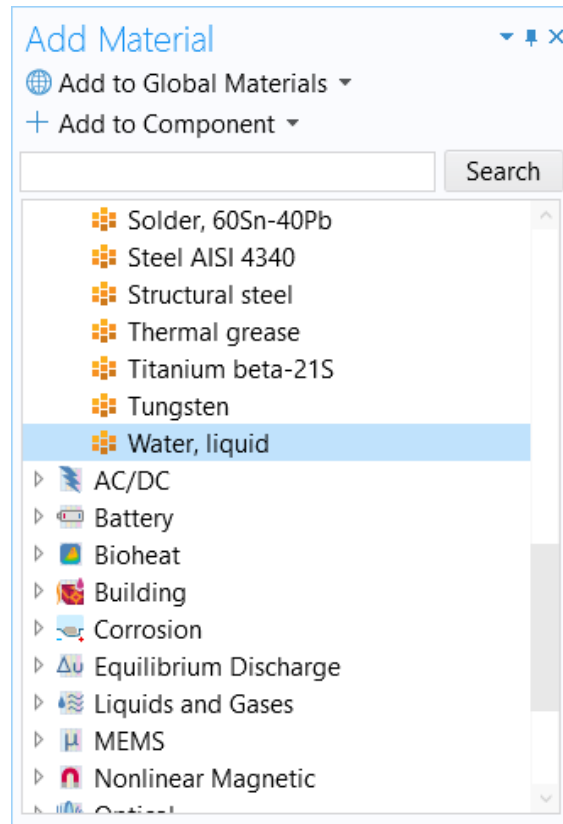 Add Material
Add to Global Materials
Add to Component
Search
Solder, 60Sn-40Pb
Steel AISI 4340
Structural steel
Thermal grease
Titanium beta-21S
Tungsten
Water, liquid
AC/DC
Battery
Bioheat
Building
Corrosion
Δυ Equilibrium Discharge
Liquids and Gases
μ MEMS
Nonlinear Magnetic
Optical